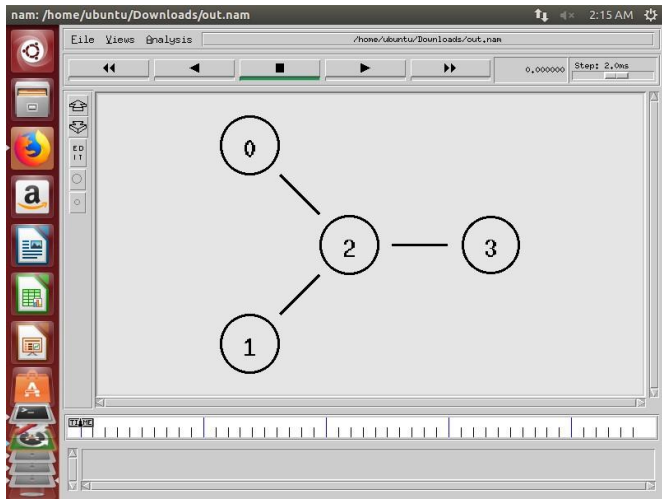 nam: /home/ubuntu/Downloads/out.nam 2:15 AM
File Views Analysis /home/ubuntu/Downloads/out.nam
0.000000 Step: 2.0ms
ED
IT
0
2 3
1
TIME